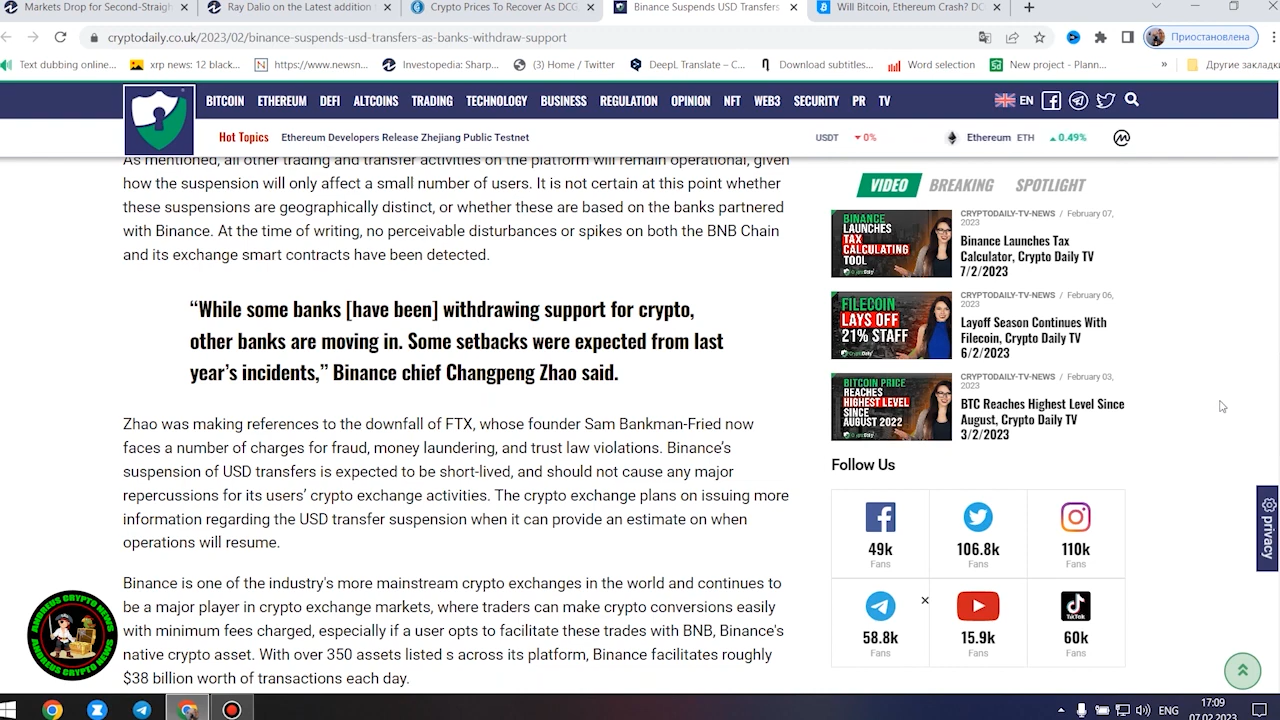 Markets Drop for Second-Straigh
Ray Dalio on the Latest addition
Crypto Prices To Recover As DCG
Binance Suspends USD Transfers
Will Bitcoin, Ethereum Crash? DC
cryptodaily.co.uk/2023/02/binance-suspends-usd-transfers-as-banks-withdraw-support
Приостановлена
Text dubbing online...
xrp news: 12 black...
https://www.newsn...
Investopedia: Sharp...
(3) Home / Twitter
DeepL Translate – C...
Download subtitles...
Word selection
New project - Plann...
»
Другие закладки
BITCOIN ETHEREUM DEFI ALTCOINS TRADING TECHNOLOGY BUSINESS REGULATION OPINION NFT WEB3 SECURITY PR TV
EN
Hot Topics Ethereum Developers Release Zhejiang Public Testnet
USDT 0%
Ethereum ETH 0.49%
As mentioned, all other trading and transfer activities on the platform will remain operational, given
how the suspension will only affect a small number of users. It is not certain at this point whether
these suspensions are geographically distinct, or whether these are based on the banks partnered
with Binance. At the time of writing, no perceivable disturbances or spikes on both the BNB Chain
and its exchange smart contracts have been detected.
“While some banks [have been] withdrawing support for crypto,
other banks are moving in. Some setbacks were expected from last
year’s incidents,” Binance chief Changpeng Zhao said.
Zhao was making references to the downfall of FTX, whose founder Sam Bankman-Fried now
faces a number of charges for fraud, money laundering, and trust law violations. Binance’s
suspension of USD transfers is expected to be short-lived, and should not cause any major
repercussions for its users’ crypto exchange activities. The crypto exchange plans on issuing more
information regarding the USD transfer suspension when it can provide an estimate on when
operations will resume.
Binance is one of the industry's more mainstream crypto exchanges in the world and continues to
be a major player in crypto exchange markets, where traders can make crypto conversions easily
with minimum fees charged, especially if a user opts to facilitate these trades with BNB, Binance's
native crypto asset. With over 350 assets listed s across its platform, Binance facilitates roughly
$38 billion worth of transactions each day.
VIDEO BREAKING SPOTLIGHT
BINANCE
LAUNCHES
TAX
CALCULATING
TOOL
CRYPTODAILY-TV-NEWS / February 07,
2023
Binance Launches Tax
Calculator, Crypto Daily TV
7/2/2023
FILECOIN
LAYS OFF
21% STAFF
CRYPTODAILY-TV-NEWS / February 06,
2023
Layoff Season Continues With
Filecoin, Crypto Daily TV
6/2/2023
BITCOIN PRICE
REACHES
HIGHEST LEVEL
SINCE
AUGUST 2022
CRYPTODAILY-TV-NEWS / February 03,
2023
BTC Reaches Highest Level Since
August, Crypto Daily TV
3/2/2023
Follow Us
49k
Fans
106.8k
Fans
110k
Fans
58.8k
Fans
15.9k
Fans
TikTok
60k
Fans
privacy
ANDREUS CRYPTO NEWS
ANDREUS CRYPTO NEWS
ENG
17:09
07.02.2023